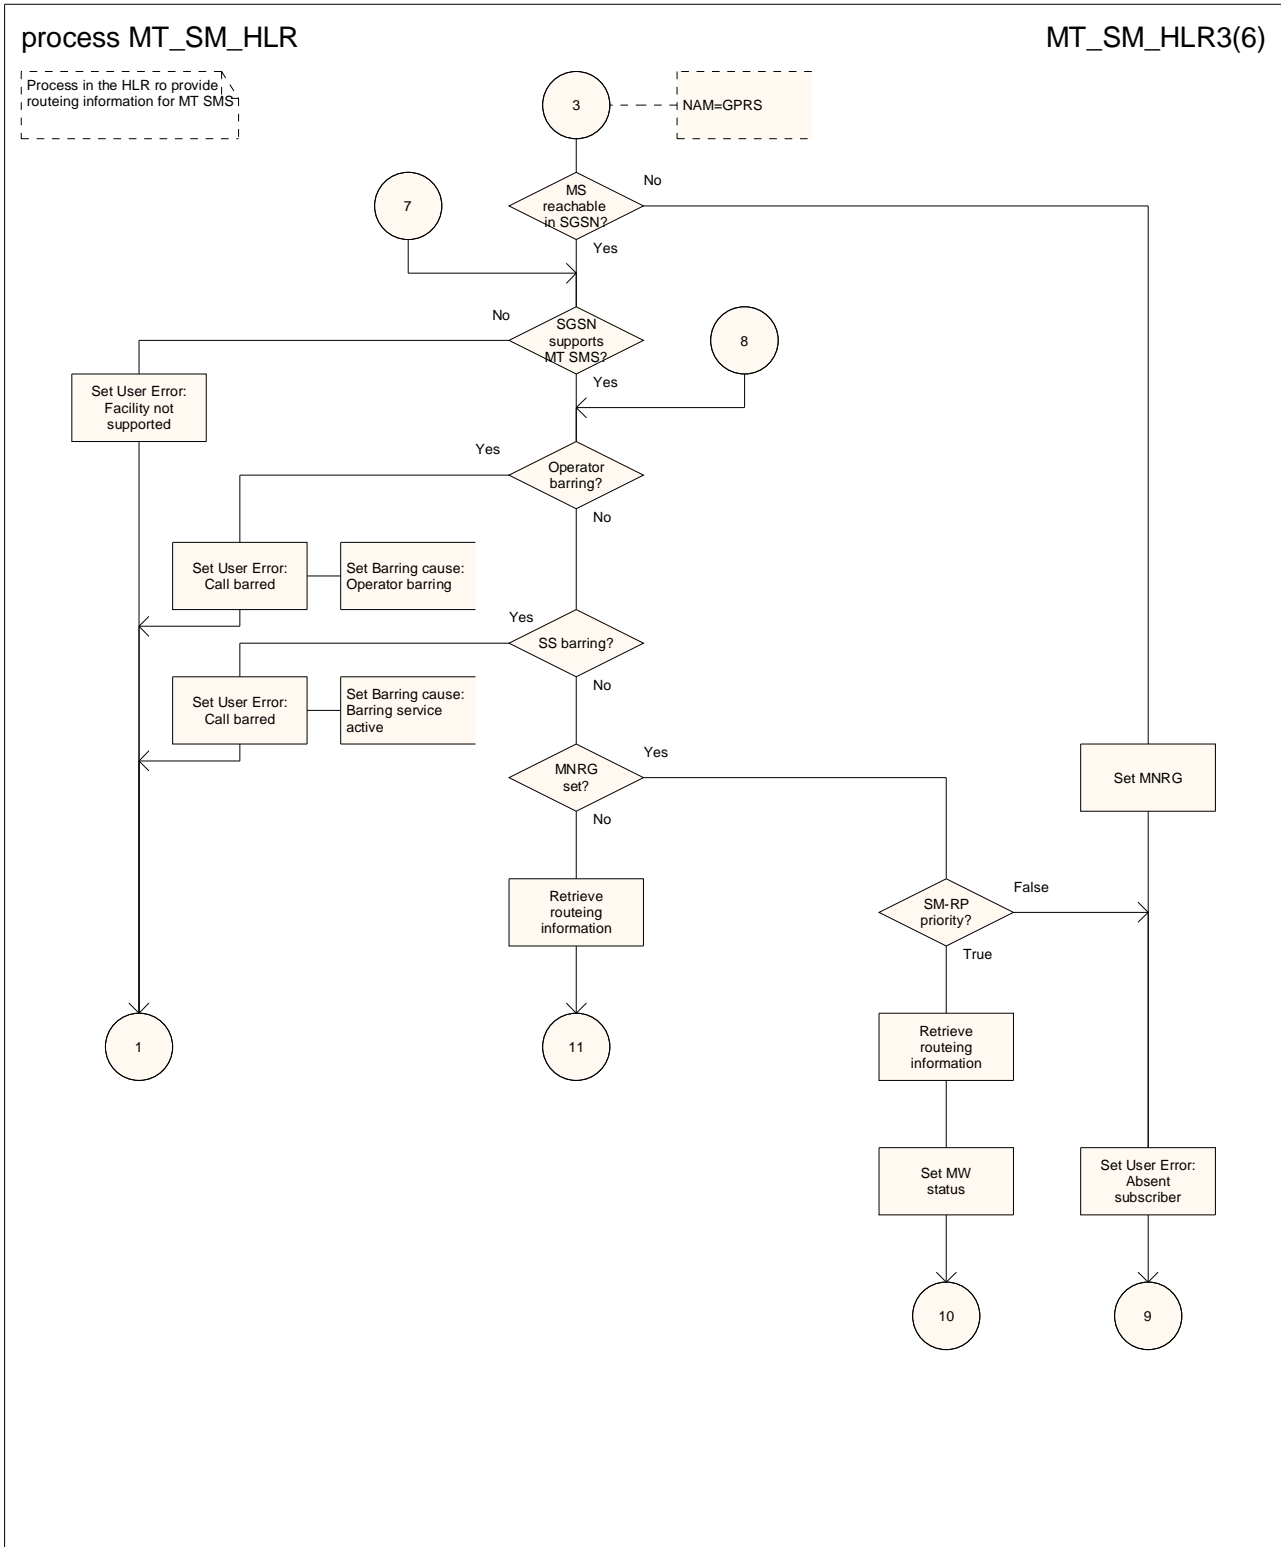 process MT_SM_HLR
MT_SM_HLR3(6)
Process in the HLR ro provide
routeing information for MT SMS
3
NAM=GPRS
MS
reachable
in SGSN?
No
Yes
7
SGSN
supports
MT SMS?
No
Yes
8
Set User Error:
Facility not
supported
Operator
barring?
Yes
No
Set User Error:
Call barred
Set Barring cause:
Operator barring
SS barring?
Yes
No
Set User Error:
Call barred
Set Barring cause:
Barring service
active
MNRG
set?
Yes
No
Set MNRG
Retrieve
routeing
information
SM-RP
priority?
False
True
1
11
Retrieve
routeing
information
Set MW
status
Set User Error:
Absent
subscriber
10
9